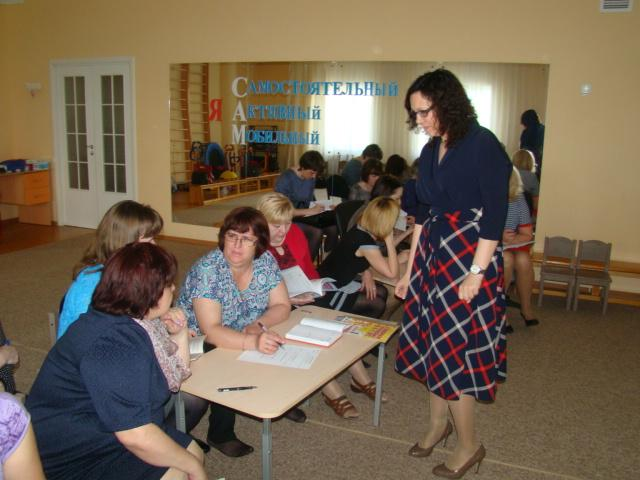 Самостоятельный
Я Активный
Мобильный